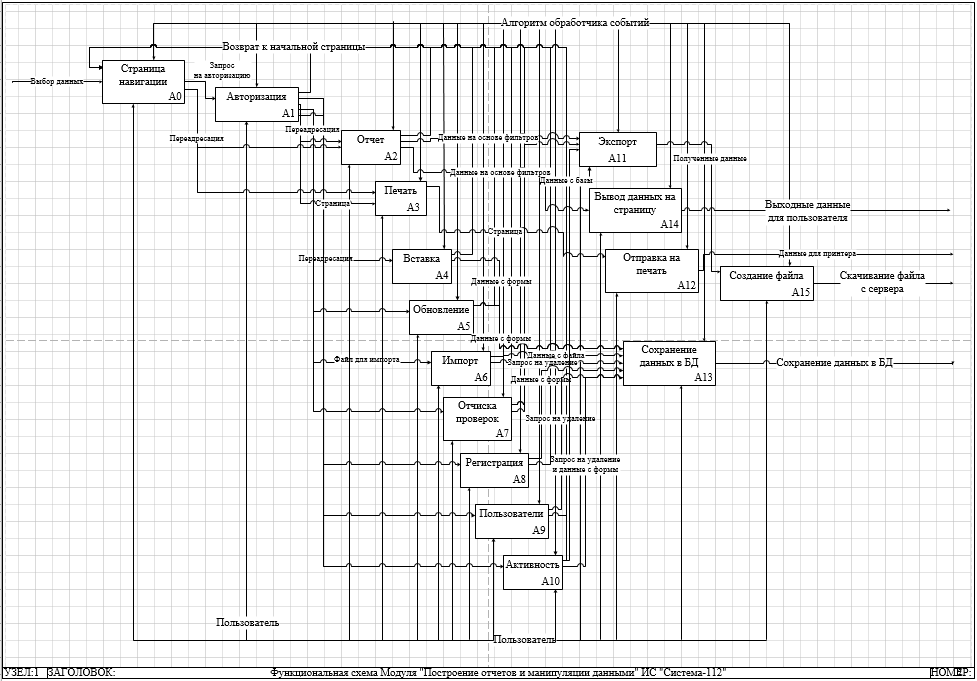 Алгоритм обработчика событий
Возврат к начальной страницы
Выбор данных
Страница
навигации
A0
Запрос
на авторизацию
Авторизация
A1
Переадресация
Переадресация
Отчет
A2
Данные на основе фильтров
Экспорт
A11
Полученные данные
Данные на основе фильтров
Данные с базы
Печать
A3
Страница
Вывод данных на
страницу
A14
Выходные данные
для пользователя
Страница
Переадресация
Вставка
A4
Отправка на
печать
A12
Данные для принтера
Данные с формы
Создание файла
A15
Скачивание файла
с сервера
Обновление
A5
Данные с формы
Файл для импорта
Импорт
A6
Данные с файла
Запрос на удаление
Данные с формы
Сохранение
данных в БД
A13
Сохранение данных в БД
Отчиска
проверок
A7
Запрос на удаление
Регистрация
A8
Запрос на удаление
и данные с формы
Пользователи
A9
Активность
A10
Пользователь
Пользователь
УЗЕЛ:1 ЗАГОЛОВОК: Функциональная схема Модуля "Построение отчетов и манипуляции данными" ИС "Система-112" НОМЕР: